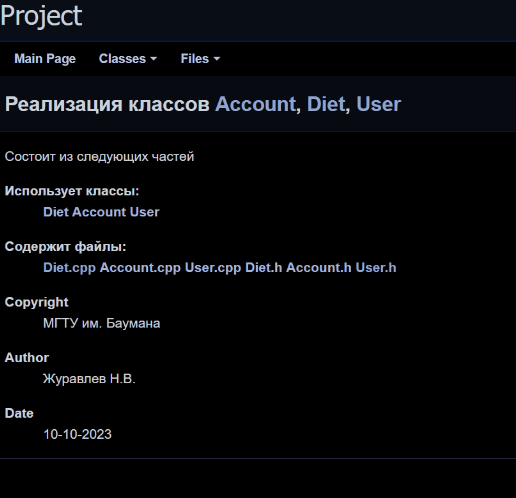 Project
Main Page Classes Files
Реализация классов Account, Diet, User
Состоит из следующих частей
Использует классы:
Diet Account User
Содержит файлы:
Diet.cpp Account.cpp User.cpp Diet.h Account.h User.h
Copyright
МГТУ им. Баумана
Author
Журавлев Н.В.
Date
10-10-2023